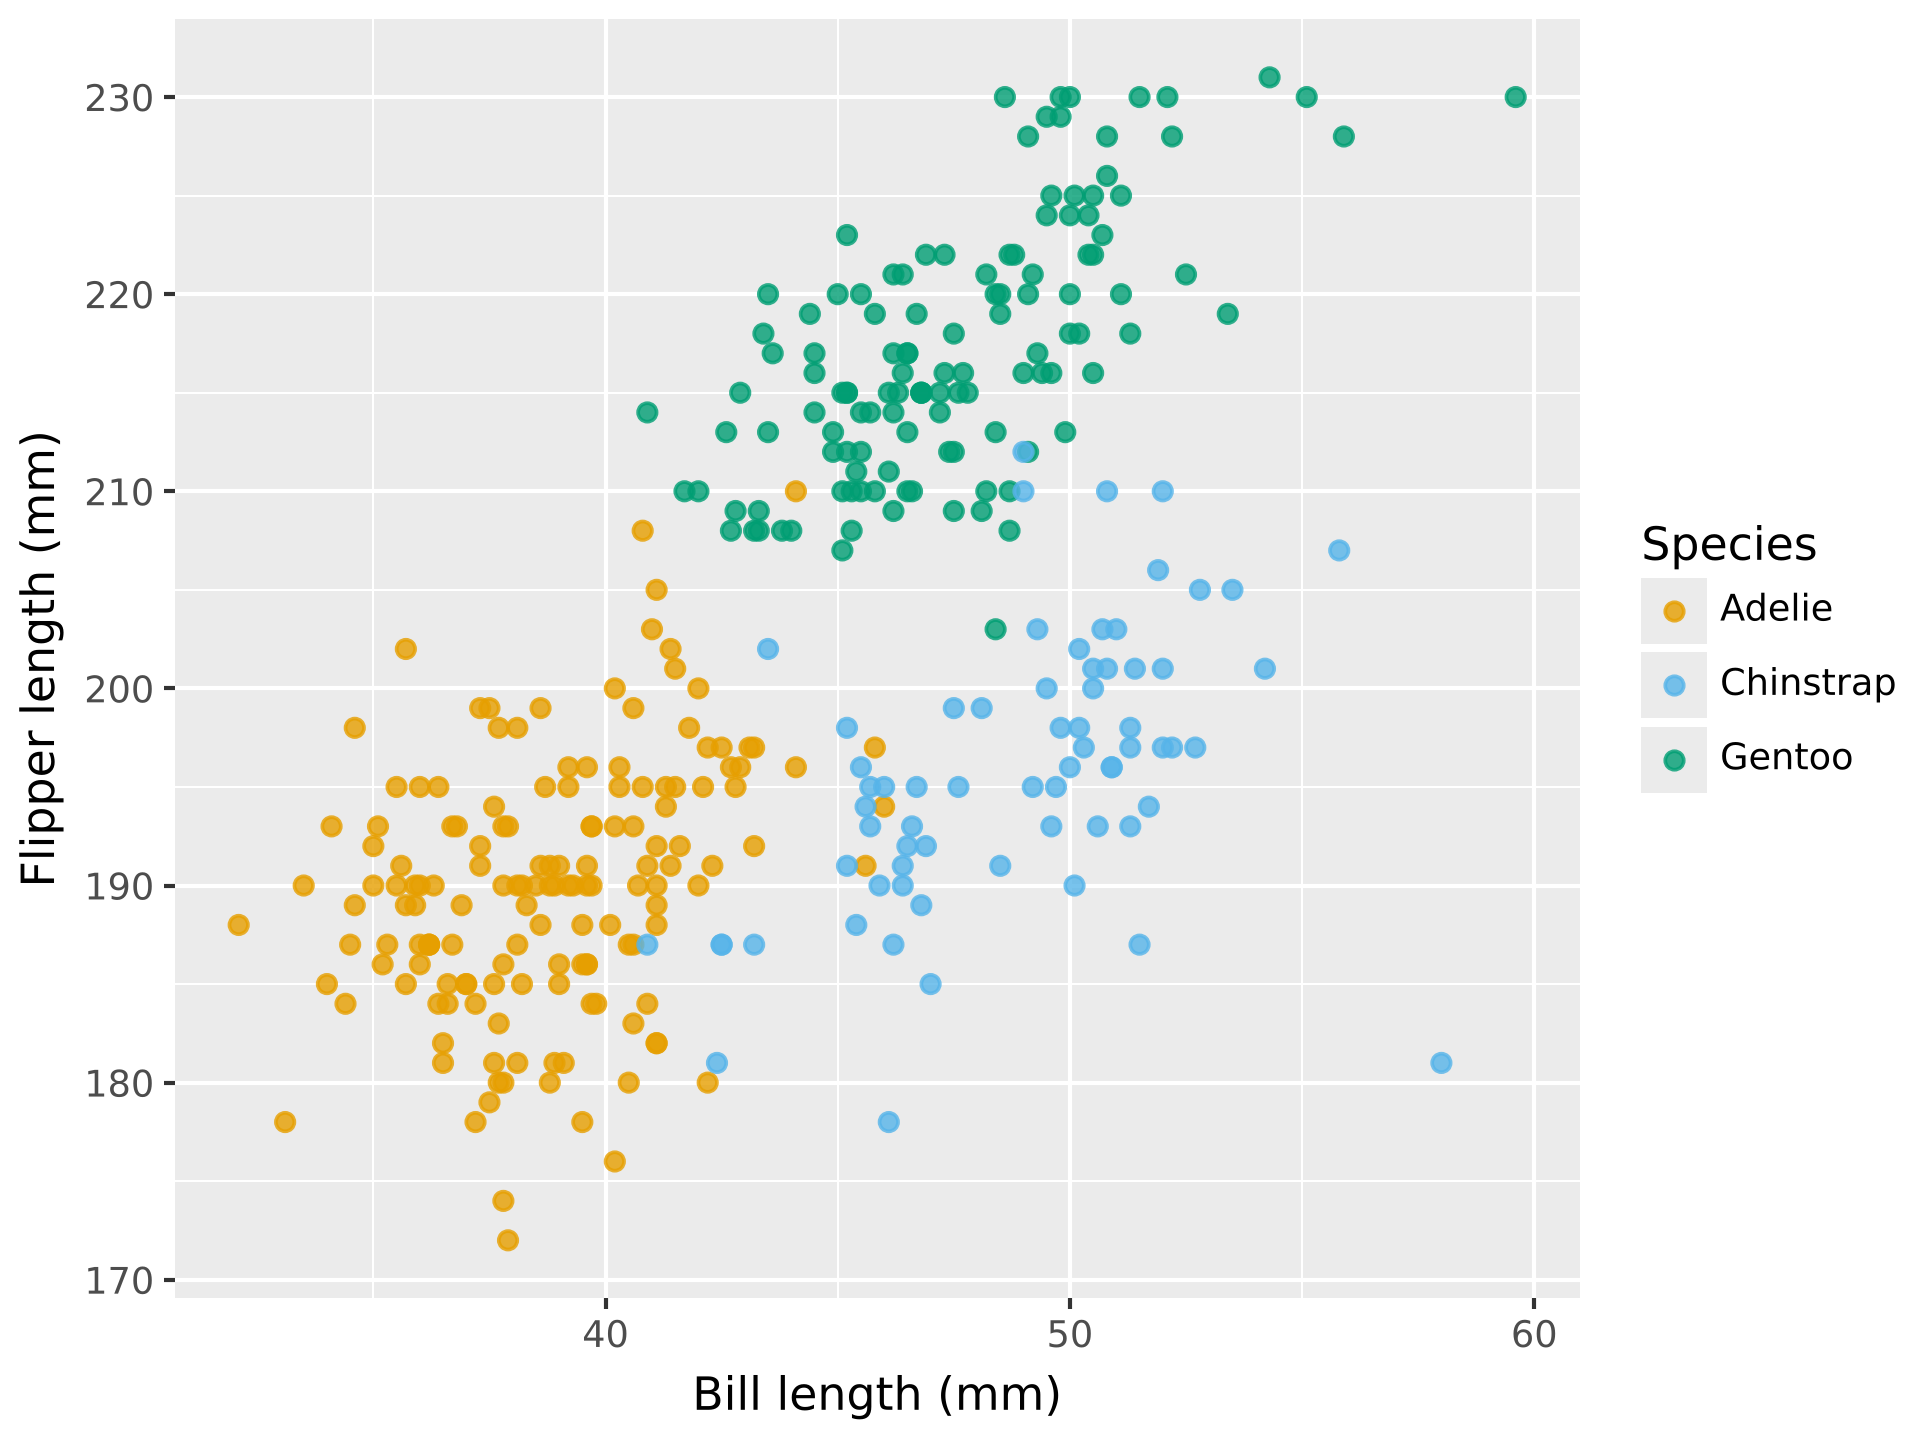 230
220
210
200
190
180
170
40
50
60
Flipper length (mm)
Bill length (mm)
Species
Adelie
Chinstrap
Gentoo